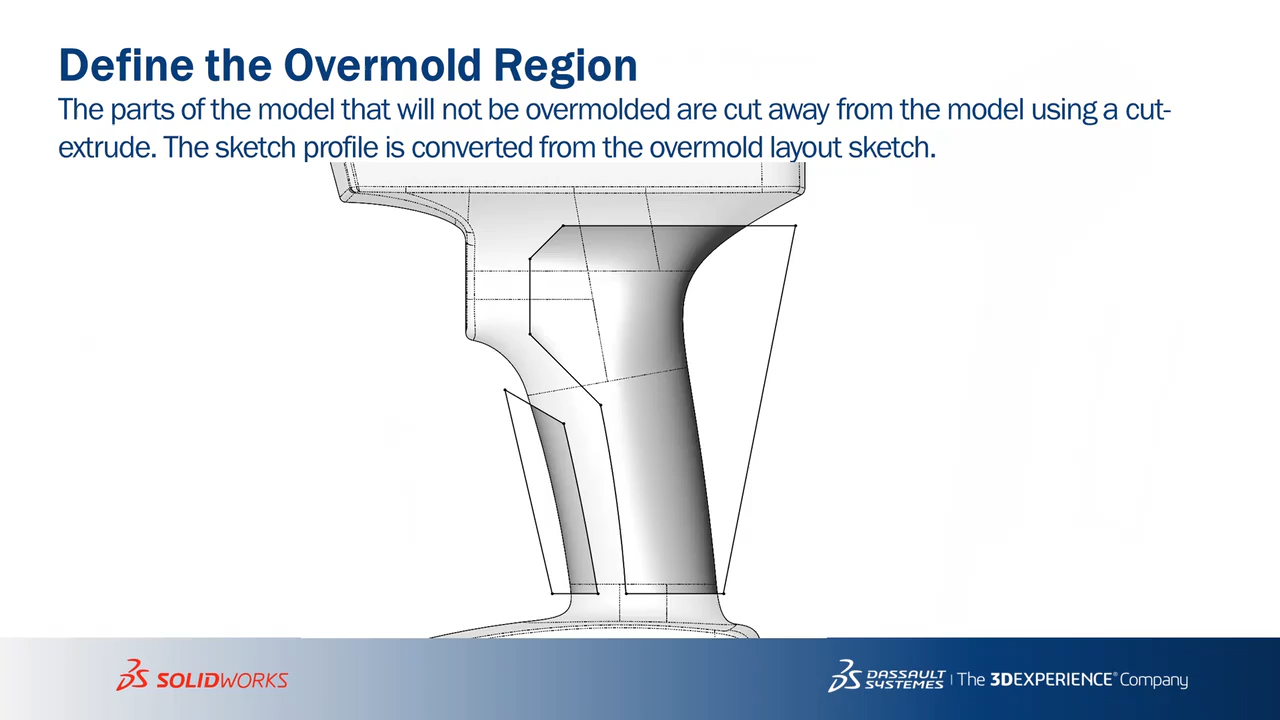 Define the Overmold Region
The parts of the model that will not be overmolded are cut away from the model using a cut-
extrude. The sketch profile is converted from the overmold layout sketch.
SOLIDWORKS
DASSAULT
SYSTEMES
The 3DEXPERIENCE® Company